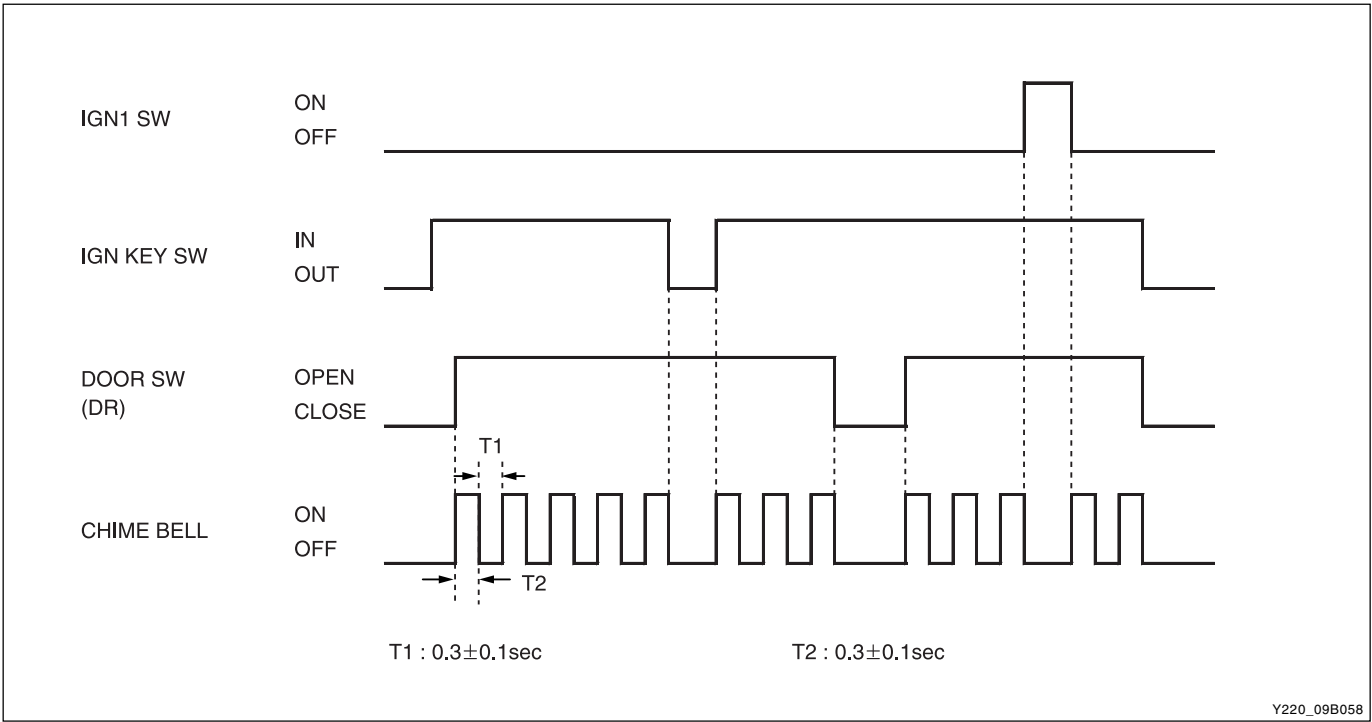 IGN1 SW
ON
OFF
IGN KEY SW
IN
OUT
DOOR SW
(DR)
OPEN
CLOSE
T1
CHIME BELL
ON
OFF
T2
T1 : 0.3±0.1sec
T2 : 0.3±0.1sec
Y220_09B058